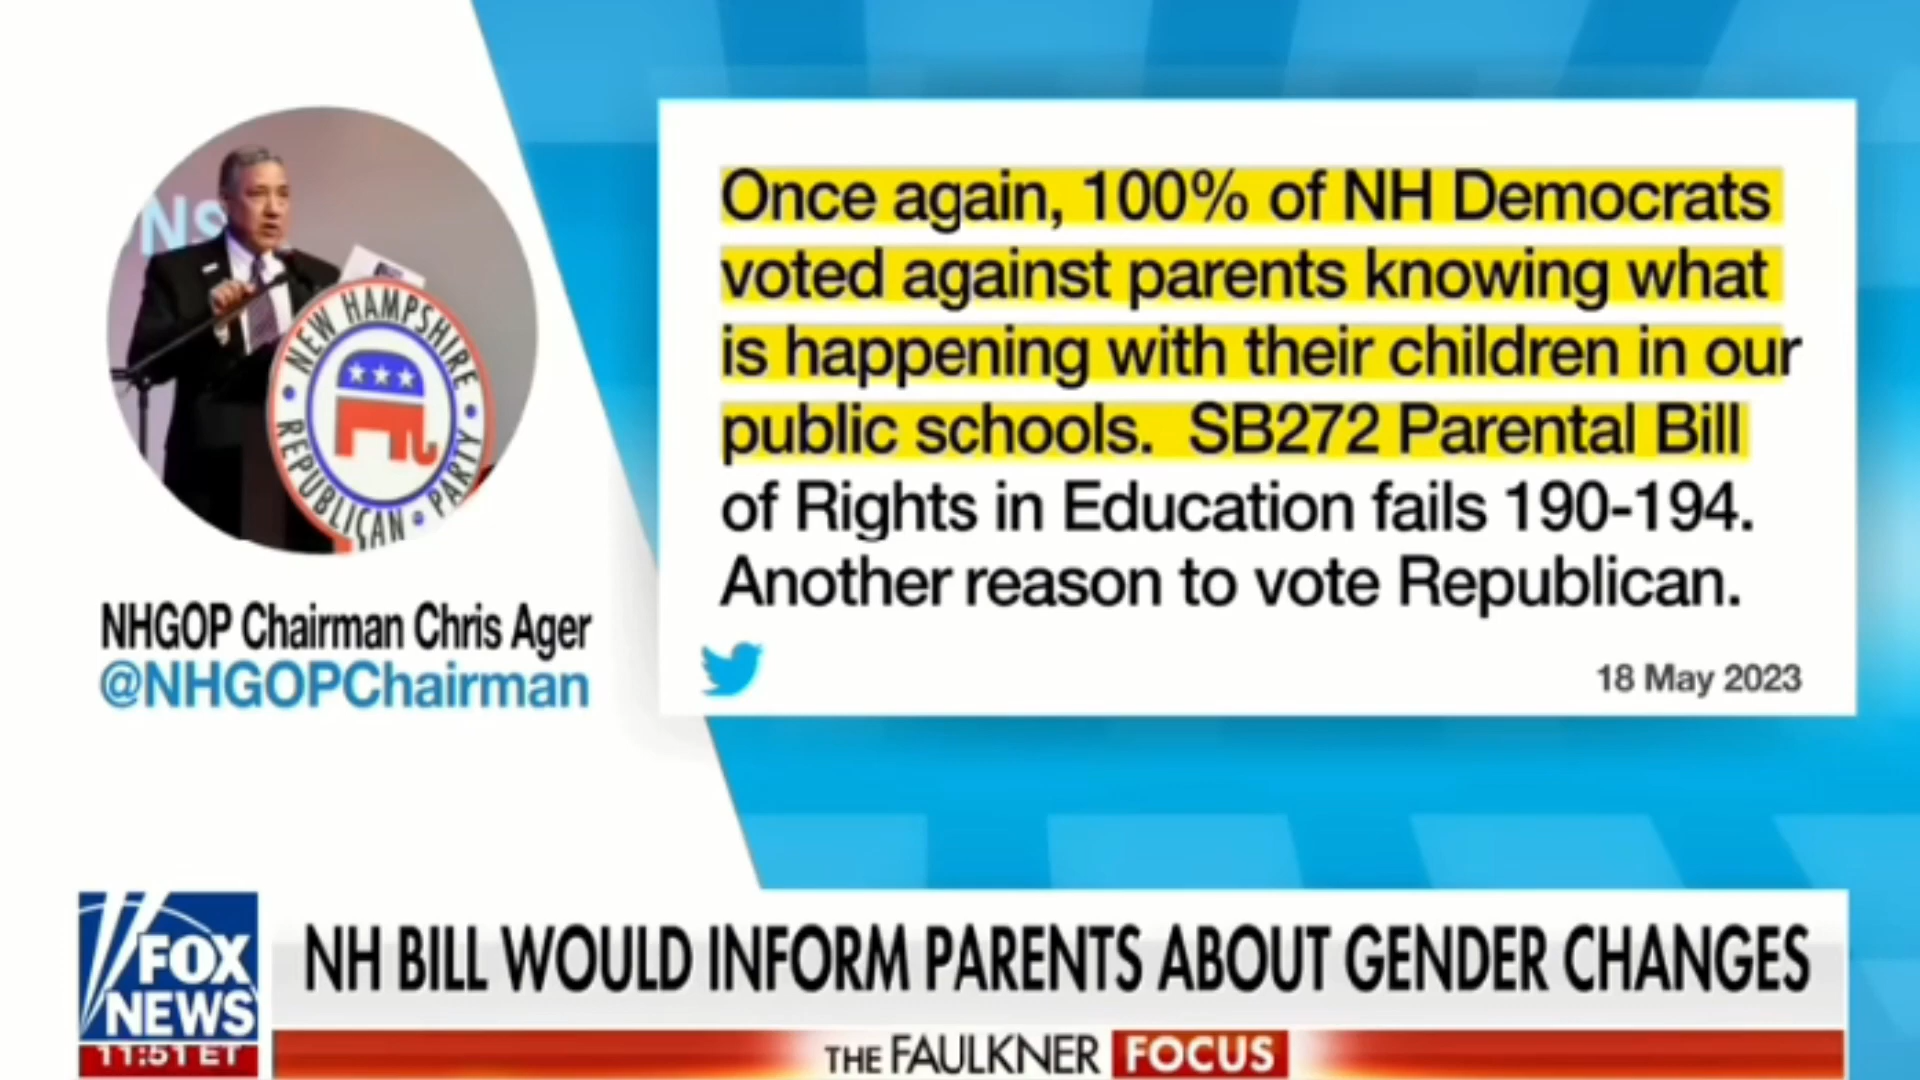 NS
NEW HAMPSHIRE
REPUBLICAN PARTY
NHGOP Chairman Chris Ager
@NHGOPChairman
Once again, 100% of NH Democrats
voted against parents knowing what
is happening with their children in our
public schools. SB272 Parental Bill
of Rights in Education fails 190-194.
Another reason to vote Republican.
18 May 2023
FOX
NEWS
11:51 ET
NH BILL WOULD INFORM PARENTS ABOUT GENDER CHANGES
THE FAULKNER FOCUS